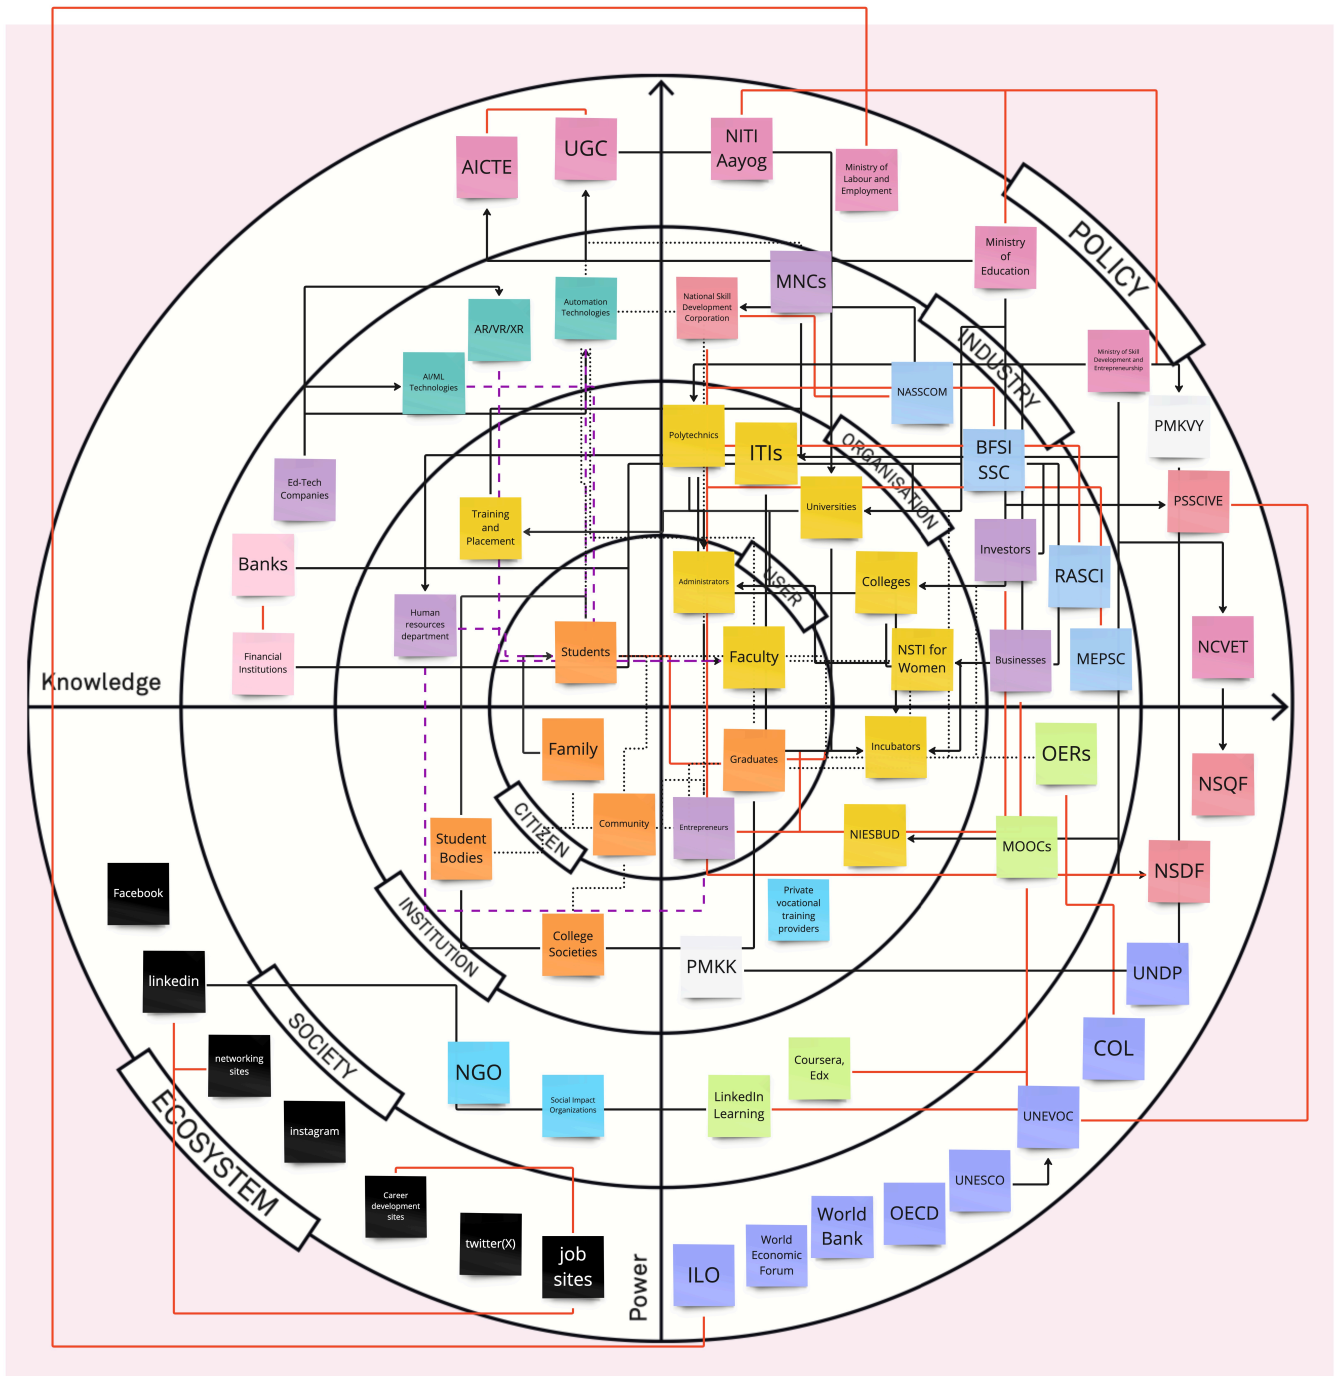 UGC
NITI
Aayog
AICTE
Ministry of
Labour and
Employment
POLICY
Ministry
of
Education
MNCs
Automation
Technologies
National Skill
Development
Corporation
AR/VR/XR
INDUSTRY
Ministry of Skill
Development and
Entrepreneurship
AI/ML
Technologies
NASSCOM
PMKVY
Polytechnics
ITIs
ORGANISATION
BFSI
SSC
Ed-Tech
Companies
Training
and
Placement
Universities
PSSCIVE
Banks
Administrators
USER
Colleges
Investors
RASCI
Human
resources
department
Financial
Institutions
Students
Faculty
NSTI for
Women
Businesses
MEPSC
NCVET
Knowledge
Family
Graduates
Incubators
OERs
NSQF
CITIZEN
Community
Entrepreneurs
NIESBUD
MOOCs
Student
Bodies
NSDF
Facebook
INSTITUTION
Private
vocational
training
providers
College
Societies
PMKK
UNDP
linkedin
SOCIETY
COL
networking
sites
NGO
Social Impact
Organizations
Coursera,
Edx
LinkedIn
Learning
UNEVOC
ECOSYSTEM
instagram
Career
development
sites
UNESCO
twitter(X)
job
sites
Power
ILO
World
Economic
Forum
World
Bank
OECD